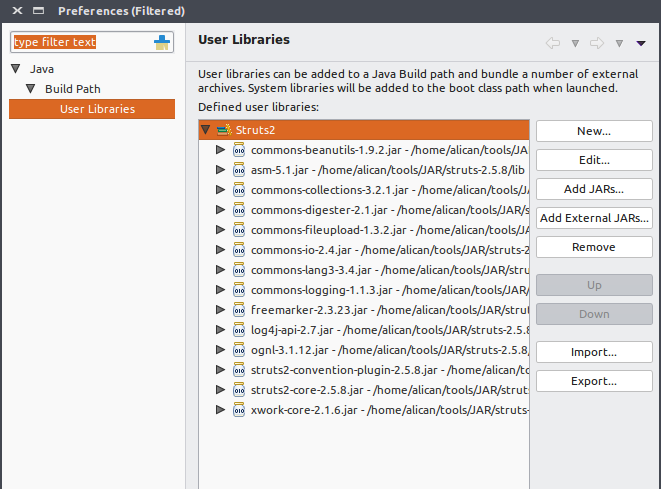 Preferences (Filtered)
type filter text
Java
Build Path
User Libraries
User Libraries
User libraries can be added to a Java Build path and bundle a number of external
archives. System libraries will be added to the boot class path when launched.
Defined user libraries:
Struts2
commons-beanutils-1.9.2.jar - /home/alican/tools/JAR
asm-5.1.jar - /home/alican/tools/JAR/struts-2.5.8/lib
commons-collections-3.2.1.jar - /home/alican/tools/JA
commons-digester-2.1.jar - /home/alican/tools/JAR/s
commons-fileupload-1.3.2.jar - /home/alican/tools/JA
commons-io-2.4.jar - /home/alican/tools/JAR/struts-2
commons-lang3-3.4.jar - /home/alican/tools/JAR/stru
commons-logging-1.1.3.jar - /home/alican/tools/JAR/
freemarker-2.3.23.jar - /home/alican/tools/JAR/struts
log4j-api-2.7.jar - /home/alican/tools/JAR/struts-2.5.8
ognl-3.1.12.jar - /home/alican/tools/JAR/struts-2.5.8/
struts2-convention-plugin-2.5.8.jar - /home/alican/to
struts2-core-2.5.8.jar - /home/alican/tools/JAR/struts
xwork-core-2.1.6.jar - /home/alican/tools/JAR/struts-
New...
Edit...
Add JARs...
Add External JARs...
Remove
Up
Down
Import...
Export...